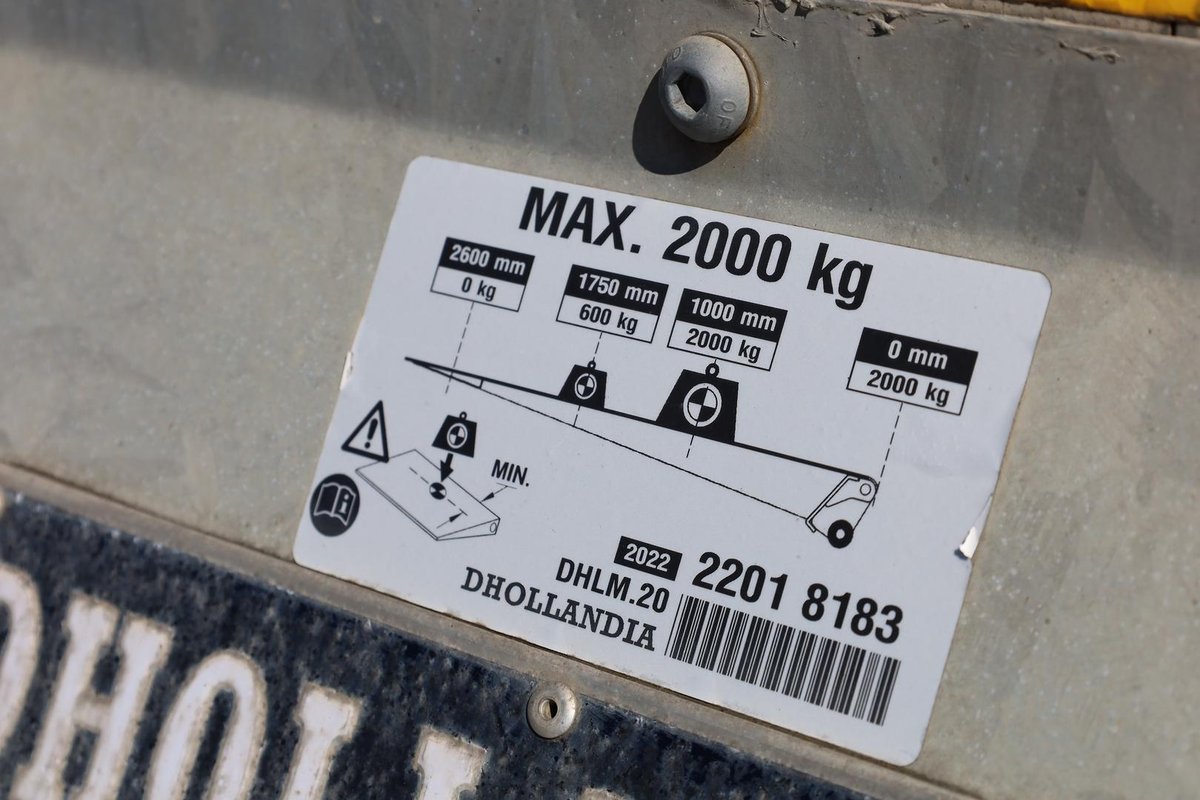 MAX. 2000 kg
2600 mm
0 kg
1750 mm
600 kg
1000 mm
2000 kg
0 mm
2000 kg
MIN.
2022 2201 8183
DHLM.20
DHOLLANDIA
DHOLL